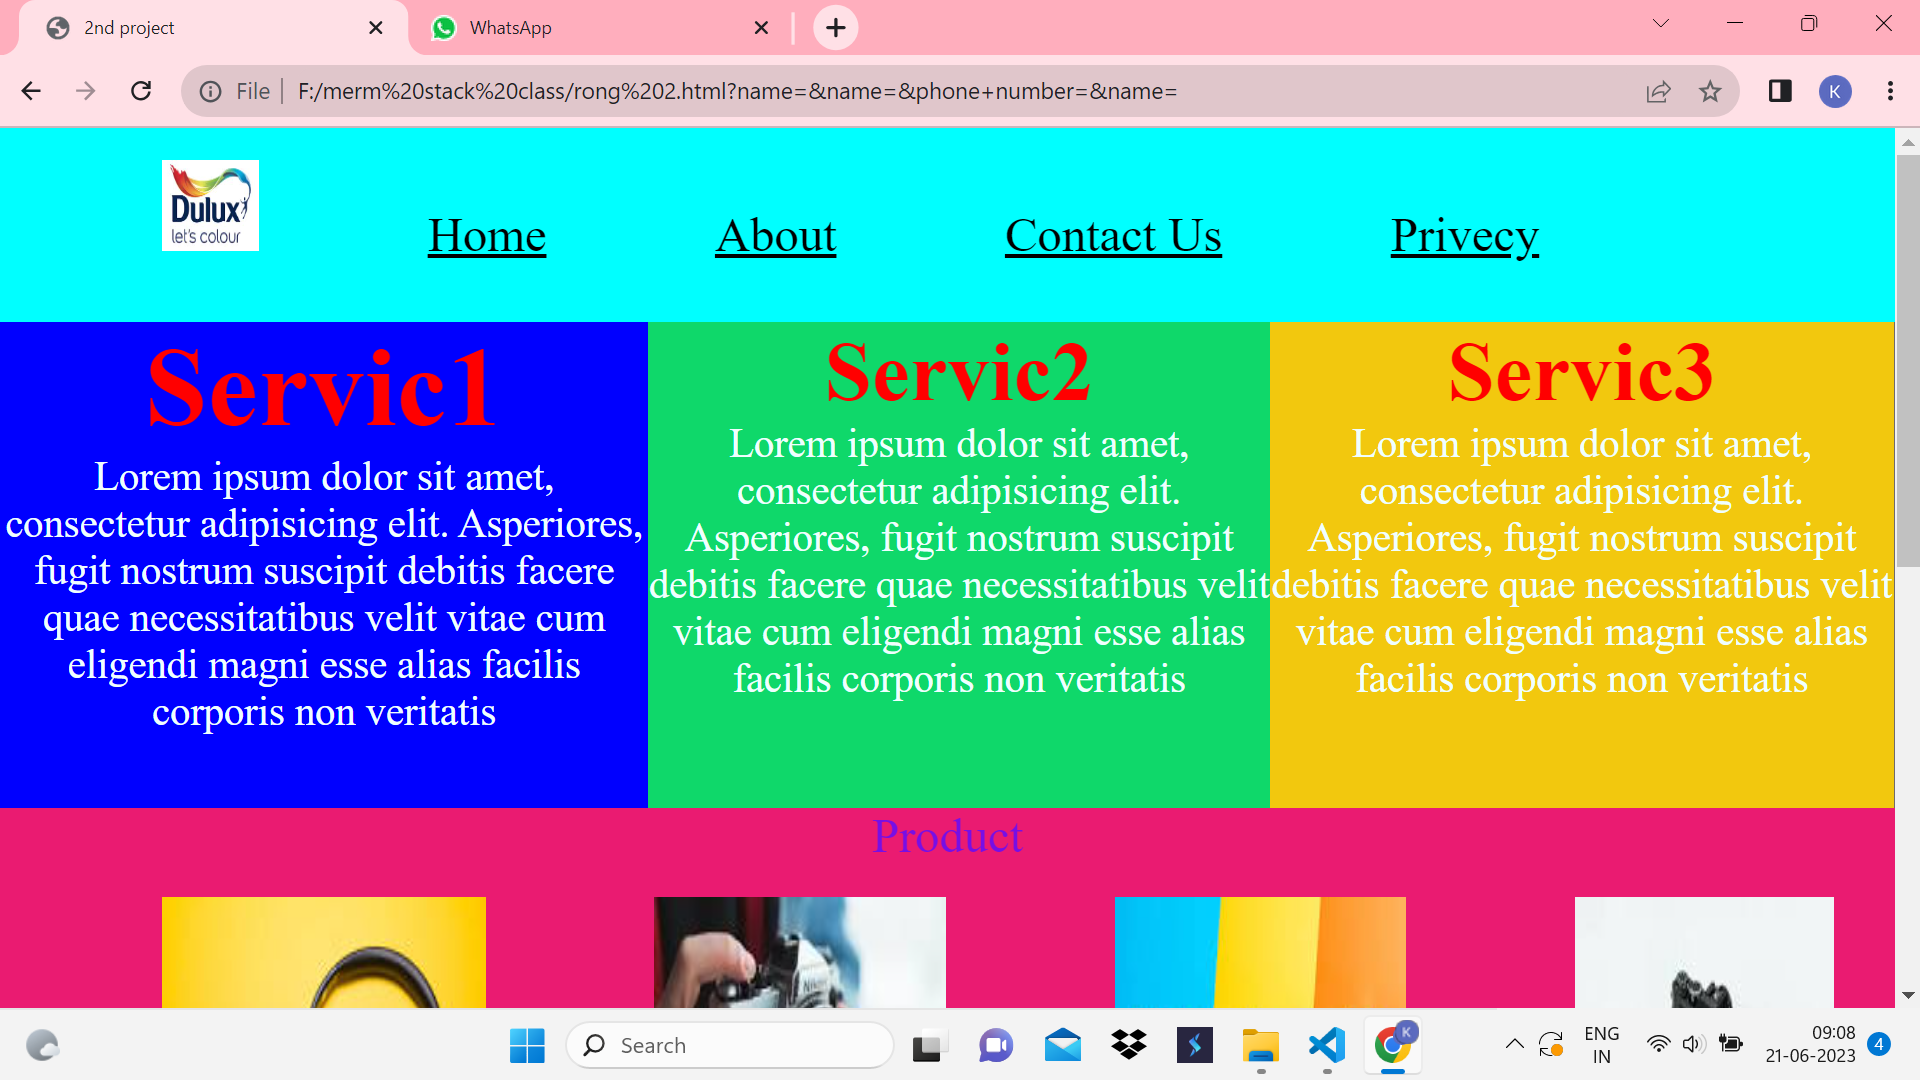 2nd project
WhatsApp
File
F:/merm%20stack%20class/rong%202.html?name=&name=&phone+number=&name=
K
Dulux
let's colour
Home
About
Contact Us
Privecy
Servic1
Lorem ipsum dolor sit amet,
consectetur adipisicing elit. Asperiores,
fugit nostrum suscipit debitis facere
quae necessitatibus velit vitae cum
eligendi magni esse alias facilis
corporis non veritatis
Servic2
Lorem ipsum dolor sit amet,
consectetur adipisicing elit.
Asperiores, fugit nostrum suscipit
debitis facere quae necessitatibus velit
vitae cum eligendi magni esse alias
facilis corporis non veritatis
Servic3
Lorem ipsum dolor sit amet,
consectetur adipisicing elit.
Asperiores, fugit nostrum suscipit
debitis facere quae necessitatibus velit
vitae cum eligendi magni esse alias
facilis corporis non veritatis
Product
Search
K
ENG
IN
09:08
21-06-2023
4